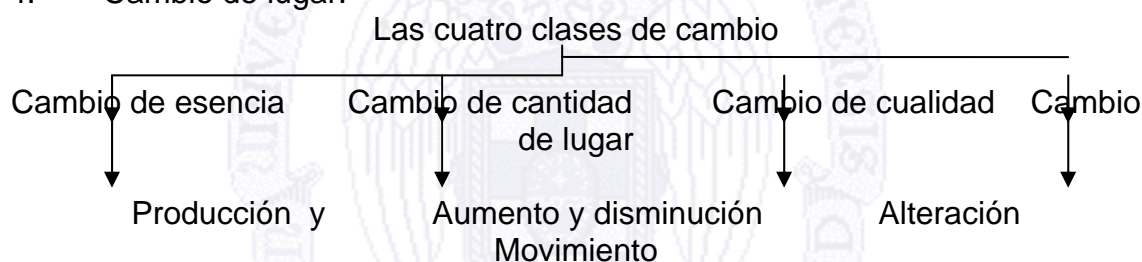 4. Cambio de lugar.
Las cuatro clases de cambio
Cambio de esencia Cambio de cantidad Cambio de cualidad Cambio
de lugar
Producción y Aumento y disminución Alteración
Movimiento